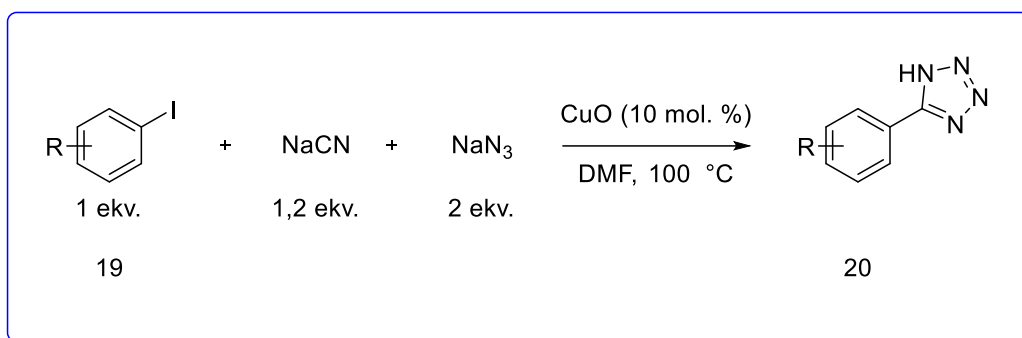 R
I
+
NaCN
+
NaN3
CuO (10 mol. %)
DMF, 100 °C
R
HN
N
N
N
1 ekv.
1,2 ekv.
2 ekv.
19
20